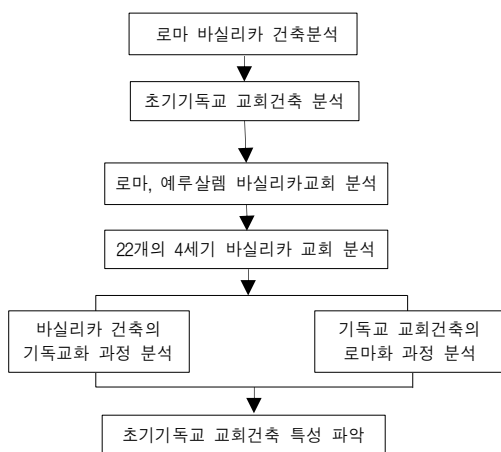 로마 바실리카 건축분석
초기기독교 교회건축 분석
로마, 예루살렘 바실리카교회 분석
22개의 4세기 바실리카 교회 분석
바실리카 건축의
기독교화 과정 분석
기독교 교회건축의
로마화 과정 분석
초기기독교 교회건축 특성 파악